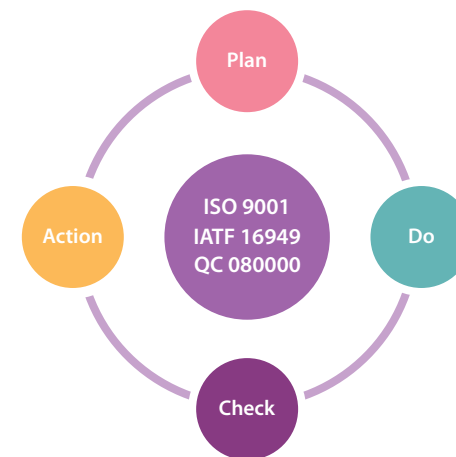 Plan
ISO 9001
IATF 16949
QC 080000
Action
Do
Check